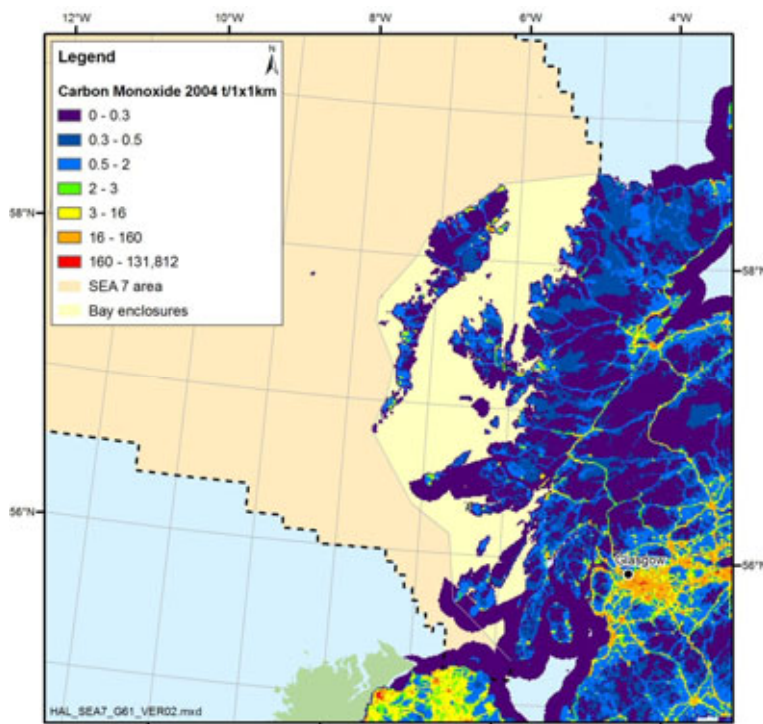 12°W 10°W 8°W 6°W 4°W
Legend
N
Carbon Monoxide 2004 t/1x1km
0 - 0.3
0.3 - 0.5
0.5 - 2
2 - 3
3 - 16
16 - 160
160 - 131,812
SEA 7 area
Bay enclosures
58°N
58°N
56°N
56°N
Glasgow
HAL_SEA7_G61_VER02.mxd